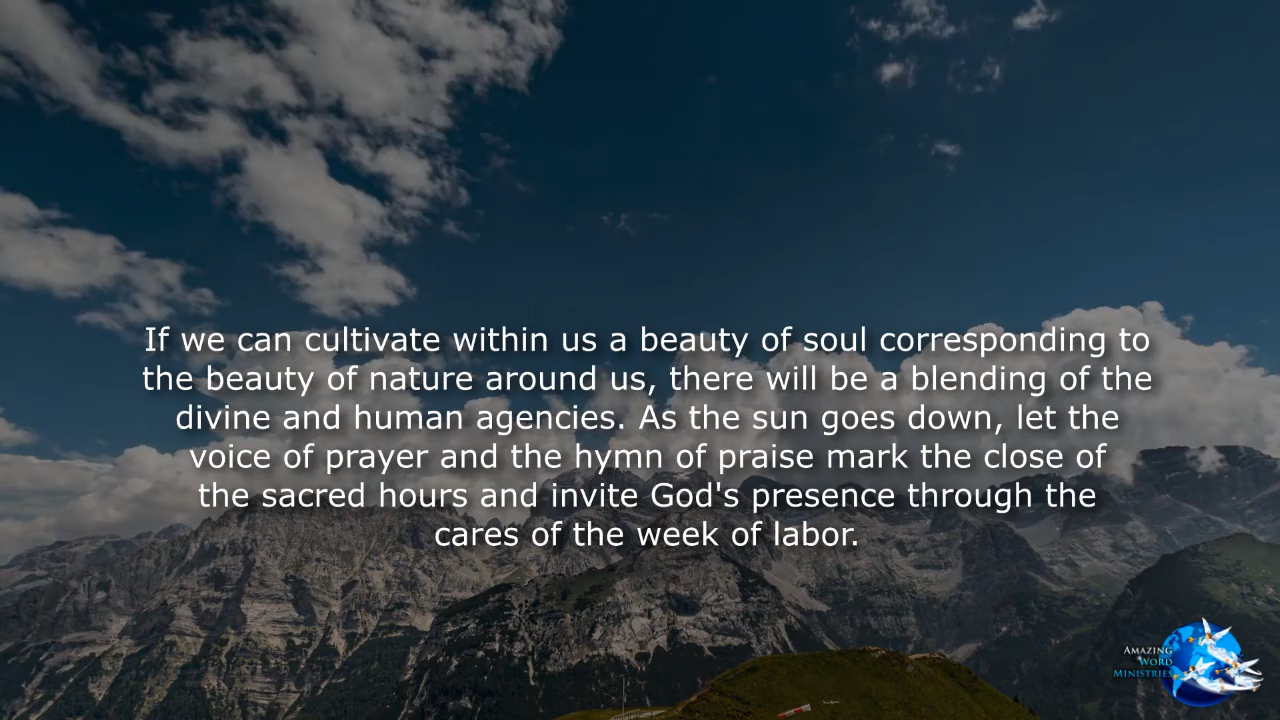 If we can cultivate within us a beauty of soul corresponding to
the beauty of nature around us, there will be a blending of the
divine and human agencies. As the sun goes down, let the
voice of prayer and the hymn of praise mark the close of
the sacred hours and invite God's presence through the
cares of the week of labor.
AMAZING
WORD
MINISTRIES